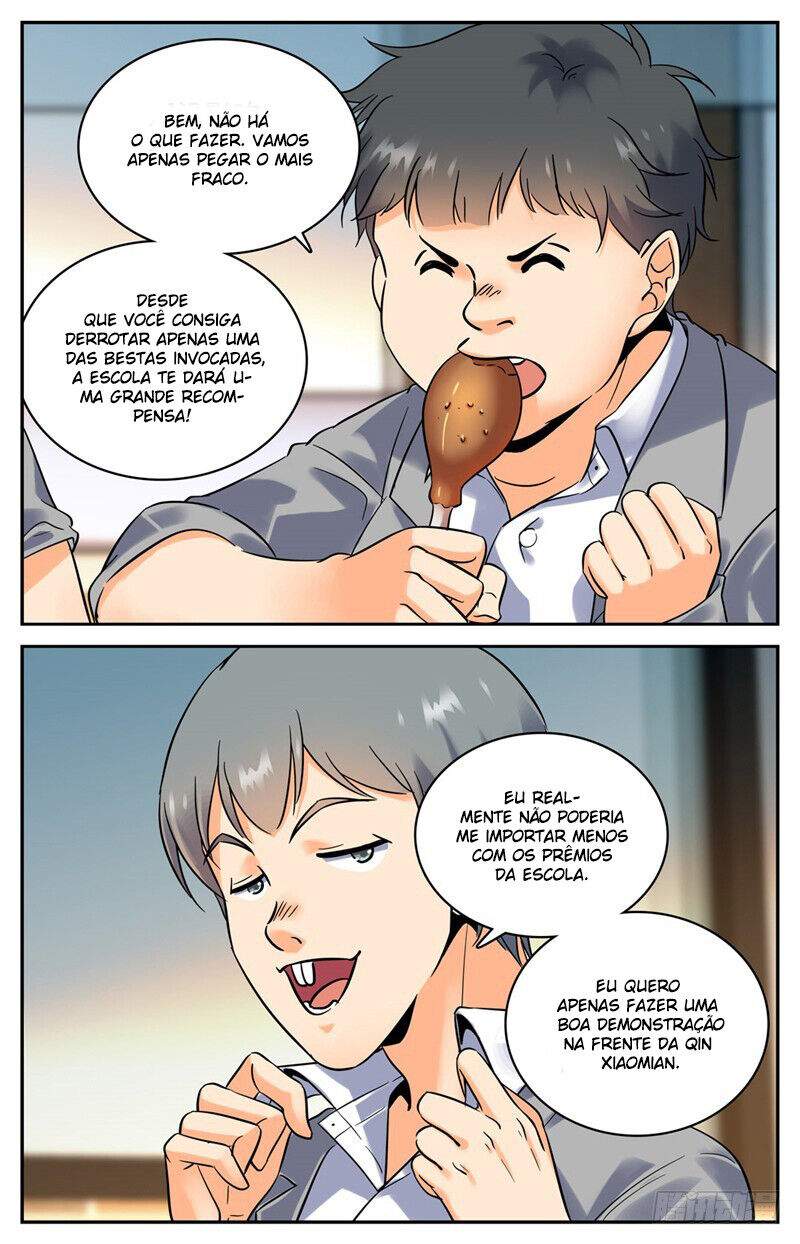 BEM, NÃO HÁ
O QUE FAZER. VAMOS
APENAS PEGAR O MAIS
FRACO.
DESDE
QUE VOCÊ CONSIGA
DERROTAR APENAS UMA
DAS BESTAS INVOCADAS,
A ESCOLA TE DARÁ U-
MA GRANDE RECOM-
PENSA!
EU REAL-
MENTE NÃO PODERIA
ME IMPORTAR MENOS
COM OS PRÊMIOS
DA ESCOLA.
EU QUERO
APENAS FAZER UMA
BOA DEMONSTRAÇÃO
NA FRENTE DA QIN
XIAOMIAN.